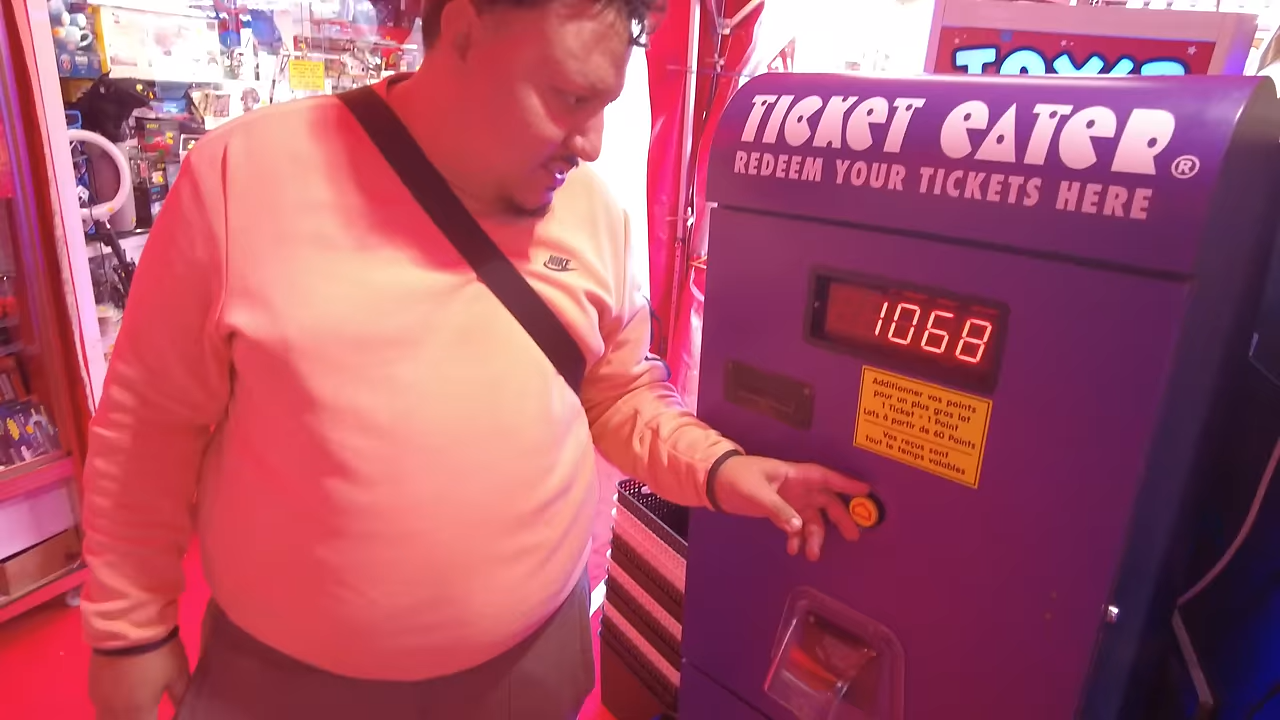 TICKET EATER®
REDEEM YOUR TICKETS HERE
1068
Additionner vos points
pour un plus gros lot
1 Ticket = 1 Point
Lots à partir de 60 Points
Vos reçus sont
tout le temps valables
NIKE